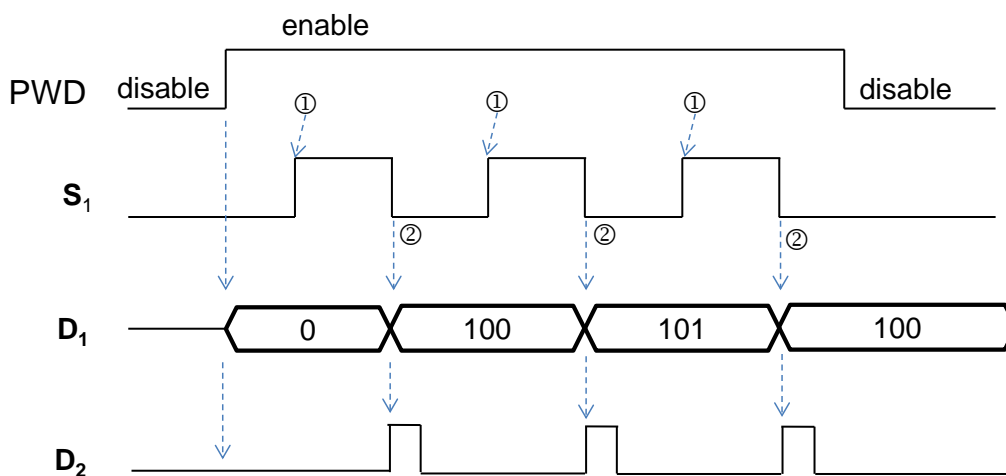 enable
PWD disable disable
① ① ①
S₁
② ② ②
D₁ 0 100 101 100
D₂